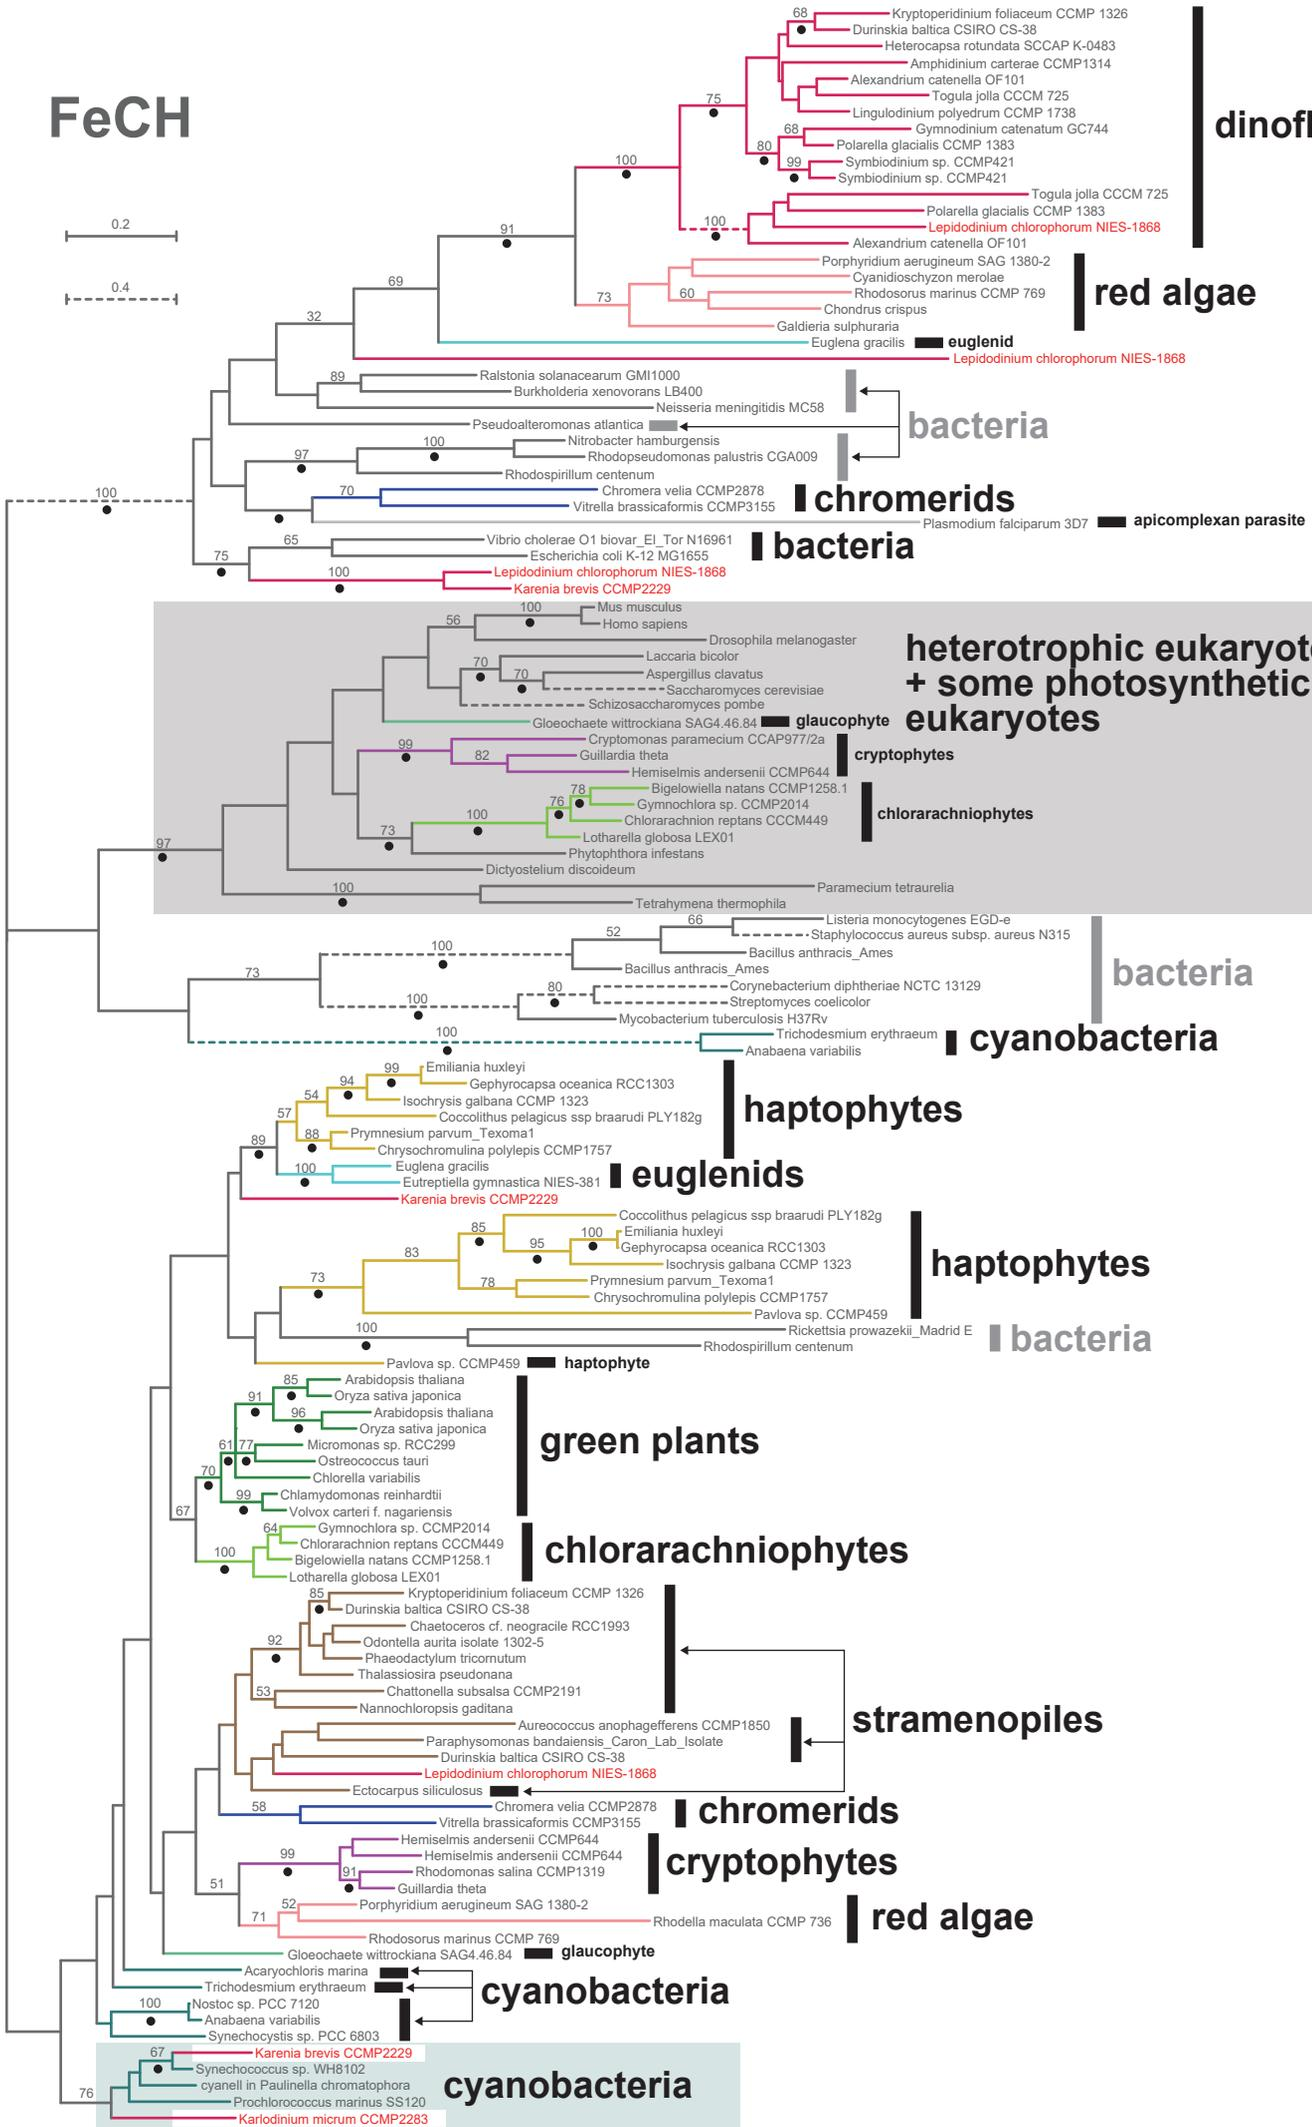 FeCH
0.2
0.4
68
Kryptoperidinium foliaceum CCMP 1326
Durinskia baltica CSIRO CS-38
Heterocapsa rotundata SCCAP K-0483
Amphidinium carterae CCMP1314
Alexandrium catenella OF101
75
Togula jolla CCCM 725
Lingulodinium polyedrum CCMP 1738
dinofl
68
Gymnodinium catenatum GC744
80
Polarella glacialis CCMP 1383
100
99
Symbiodinium sp. CCMP421
Symbiodinium sp. CCMP421
Togula jolla CCCM 725
Polarella glacialis CCMP 1383
91
100
Lepidodinium chlorophorum NIES-1868
Alexandrium catenella OF101
Porphyridium aerugineum SAG 1380-2
Cyanidioschyzon merolae
69
73
60
Rhodosorus marinus CCMP 769
red algae
Chondrus crispus
32
Galdieria sulphuraria
Euglena gracilis
euglenid
Lepidodinium chlorophorum NIES-1868
89
Ralstonia solanacearum GMI1000
Burkholderia xenovorans LB400
Neisseria meningitidis MC58
Pseudoalteromonas atlantica
bacteria
100
Nitrobacter hamburgensis
97
Rhodopseudomonas palustris CGA009
Rhodospirillum centenum
100
70
Chromera velia CCMP2878
chromerids
Vitrella brassicaformis CCMP3155
Plasmodium falciparum 3D7
apicomplexan parasite
65
Vibrio cholerae O1 biovar_El_Tor N16961
bacteria
75
Escherichia coli K-12 MG1655
100
Lepidodinium chlorophorum NIES-1868
Karenia brevis CCMP2229
100
Mus musculus
56
Homo sapiens
Drosophila melanogaster
heterotrophic eukaryote
+ some photosynthetic
eukaryotes
70
Laccaria bicolor
70
Aspergillus clavatus
Saccharomyces cerevisiae
Schizosaccharomyces pombe
Gloeochaete wittrockiana SAG4.46.84
glaucophyte
99
Cryptomonas paramecium CCAP977/2a
82
Guillardia theta
cryptophytes
Hemiselmis andersenii CCMP644
78
Bigelowiella natans CCMP1258.1
76
Gymnochlora sp. CCMP2014
100
Chlorarachnion reptans CCCM449
chlorarachniophytes
73
Lotharella globosa LEX01
97
Phytophthora infestans
Dictyostelium discoideum
100
Paramecium tetraurelia
Tetrahymena thermophila
66
Listeria monocytogenes EGD-e
52
Staphylococcus aureus subsp. aureus N315
100
Bacillus anthracis_Ames
73
Bacillus anthracis_Ames
bacteria
80
Corynebacterium diphtheriae NCTC 13129
100
Streptomyces coelicolor
Mycobacterium tuberculosis H37Rv
100
Trichodesmium erythraeum
cyanobacteria
Anabaena variabilis
99
Emiliania huxleyi
94
Gephyrocapsa oceanica RCC1303
54
Isochrysis galbana CCMP 1323
57
Coccolithus pelagicus ssp braarudi PLY182g
haptophytes
88
Prymnesium parvum_Texoma1
89
Chrysochromulina polylepis CCMP1757
100
Euglena gracilis
euglenids
Eutreptiella gymnastica NIES-381
Karenia brevis CCMP2229
Coccolithus pelagicus ssp braarudi PLY182g
85
100
Emiliania huxleyi
83
95
Gephyrocapsa oceanica RCC1303
Isochrysis galbana CCMP 1323
haptophytes
73
78
Prymnesium parvum_Texoma1
Chrysochromulina polylepis CCMP1757
Pavlova sp. CCMP459
100
Rickettsia prowazekii_Madrid E
bacteria
Rhodospirillum centenum
Pavlova sp. CCMP459
haptophyte
85
Arabidopsis thaliana
91
Oryza sativa japonica
96
Arabidopsis thaliana
Oryza sativa japonica
61
77
Micromonas sp. RCC299
green plants
Ostreococcus tauri
70
Chlorella variabilis
99
Chlamydomonas reinhardtii
67
Volvox carteri f. nagariensis
64
Gymnochlora sp. CCMP2014
Chlorarachnion reptans CCCM449
chlorarachniophytes
100
Bigelowiella natans CCMP1258.1
Lotharella globosa LEX01
85
Kryptoperidinium foliaceum CCMP 1326
Durinskia baltica CSIRO CS-38
Chaetoceros cf. neogracile RCC1993
92
Odontella aurita isolate 1302-5
Phaeodactylum tricornutum
Thalassiosira pseudonana
53
Chattonella subsalsa CCMP2191
Nannochloropsis gaditana
stramenopiles
Aureococcus anophagefferens CCMP1850
Paraphysomonas bandaiensis_Caron_Lab_Isolate
Durinskia baltica CSIRO CS-38
Lepidodinium chlorophorum NIES-1868
Ectocarpus siliculosus
58
Chromera velia CCMP2878
chromerids
Vitrella brassicaformis CCMP3155
Hemiselmis andersenii CCMP644
99
Hemiselmis andersenii CCMP644
cryptophytes
91
Rhodomonas salina CCMP1319
51
Guillardia theta
52
Porphyridium aerugineum SAG 1380-2
71
Rhodella maculata CCMP 736
red algae
Rhodosorus marinus CCMP 769
Gloeochaete wittrockiana SAG4.46.84
glaucophyte
Acaryochloris marina
Trichodesmium erythraeum
cyanobacteria
100
Nostoc sp. PCC 7120
Anabaena variabilis
Synechocystis sp. PCC 6803
67
Karenia brevis CCMP2229
Synechococcus sp. WH8102
cyanell in Paulinella chromatophora
cyanobacteria
76
Prochlorococcus marinus SS120
Karlodinium micrum CCMP2283